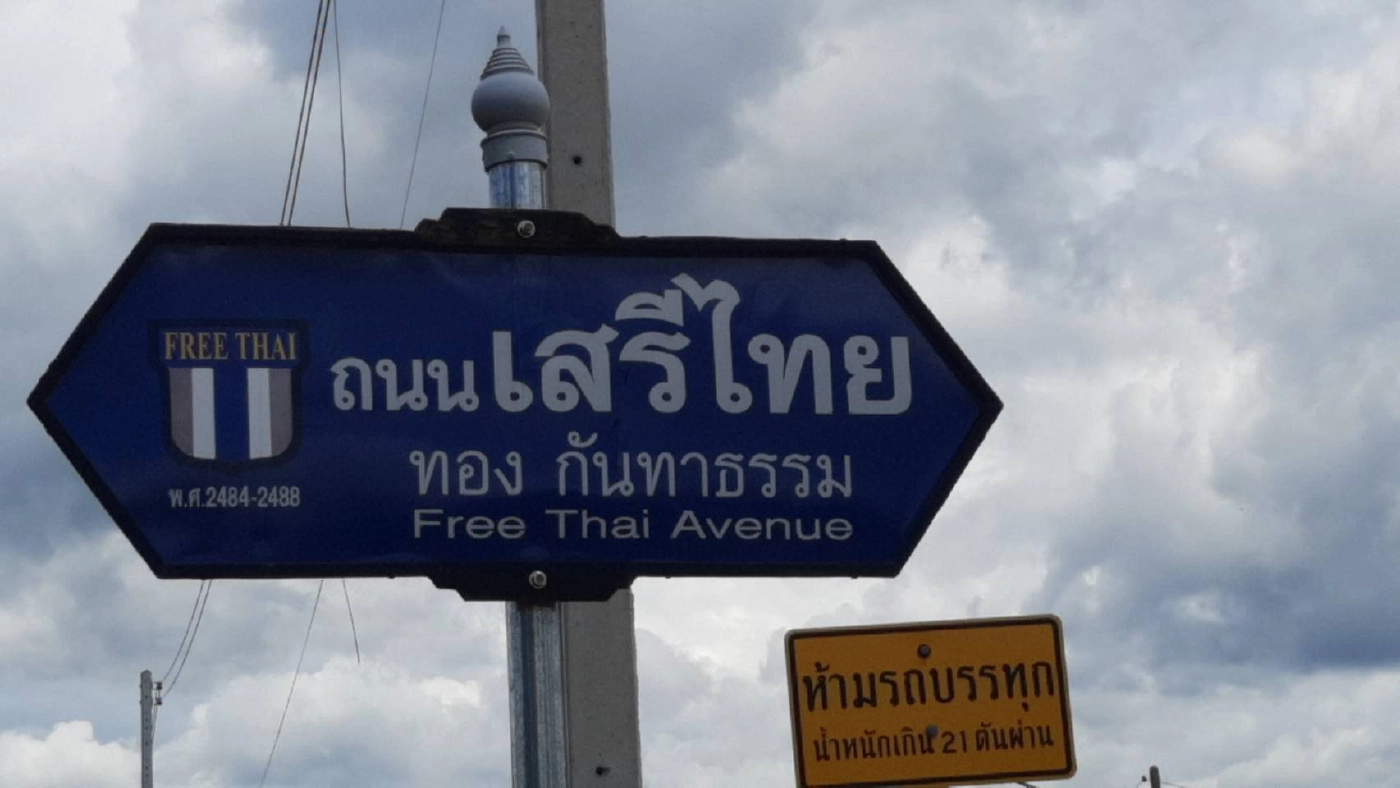 FREE THAI
พ.ศ.2484-2488
ถนนเสรีไทย
ทอง กันทาธรรม
Free Thai Avenue
ห้ามรถบรรทุก
น้ำหนักเกิน 21 ตันผ่าน